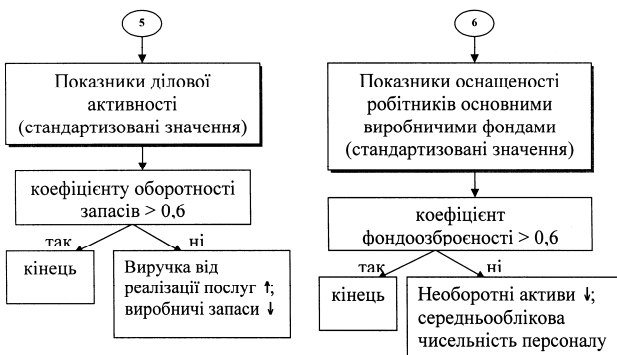 5
Показники ділової
активності
(стандартизовані значення)
коефіцієнту оборотності
запасів > 0,6
так
ні
кінець
Виручка від
реалізації послуг ↑;
виробничі запаси ↓
6
Показники оснащеності
робітників основними
виробничими фондами
(стандартизовані значення)
коефіцієнт
фондоозброєності > 0,6
так
ні
кінець
Необоротні активи ↓;
середньооблікова
чисельність персоналу